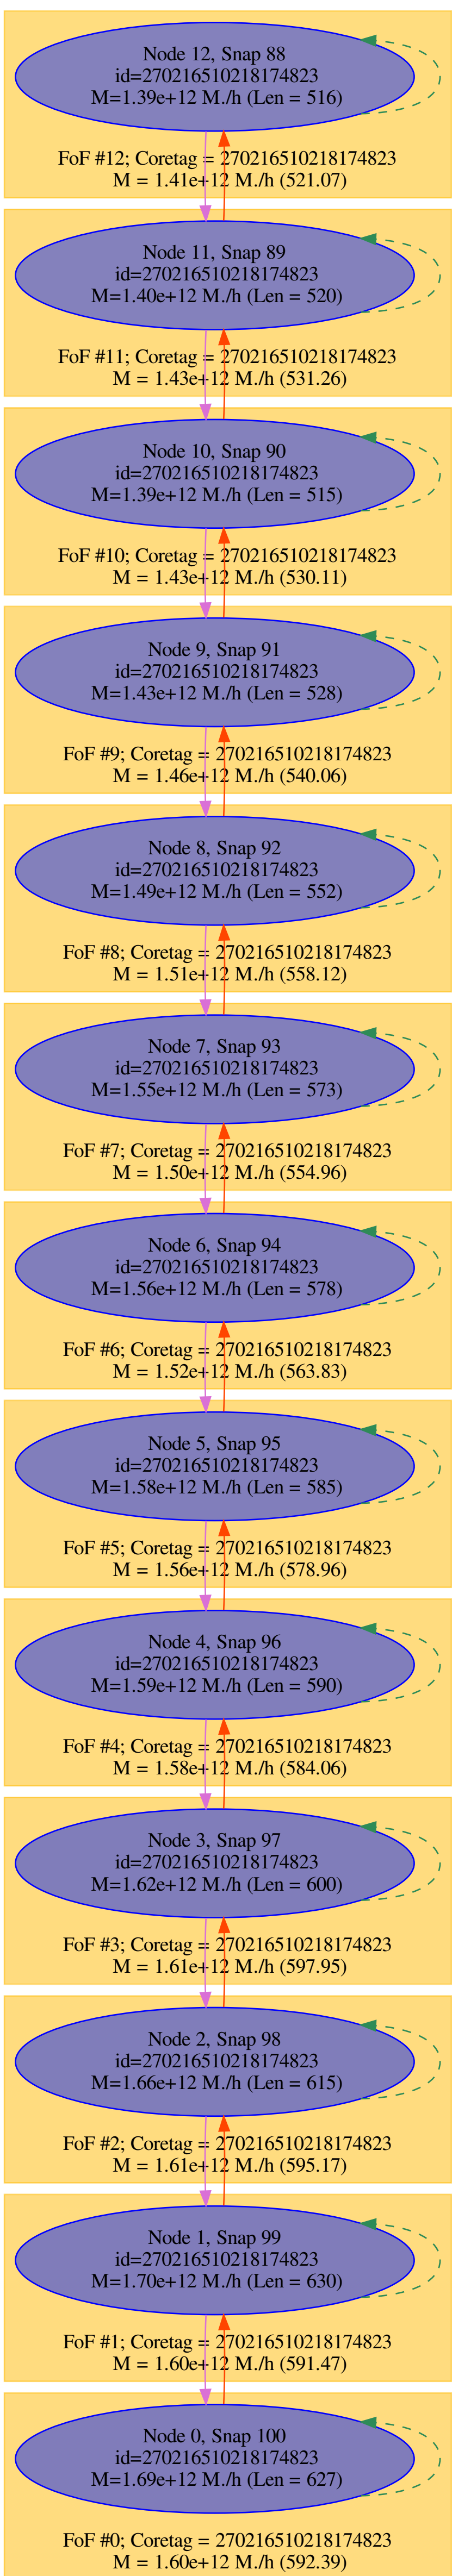 Node 12, Snap 88
id=270216510218174823
M=1.39e+12 M./h (Len = 516)
FoF #12; Coretag = 270216510218174823
M = 1.41e+12 M./h (521.07)
Node 11, Snap 89
id=270216510218174823
M=1.40e+12 M./h (Len = 520)
FoF #11; Coretag = 270216510218174823
M = 1.43e+12 M./h (531.26)
Node 10, Snap 90
id=270216510218174823
M=1.39e+12 M./h (Len = 515)
FoF #10; Coretag = 270216510218174823
M = 1.43e+12 M./h (530.11)
Node 9, Snap 91
id=270216510218174823
M=1.43e+12 M./h (Len = 528)
FoF #9; Coretag = 270216510218174823
M = 1.46e+12 M./h (540.06)
Node 8, Snap 92
id=270216510218174823
M=1.49e+12 M./h (Len = 552)
FoF #8; Coretag = 270216510218174823
M = 1.51e+12 M./h (558.12)
Node 7, Snap 93
id=270216510218174823
M=1.55e+12 M./h (Len = 573)
FoF #7; Coretag = 270216510218174823
M = 1.50e+12 M./h (554.96)
Node 6, Snap 94
id=270216510218174823
M=1.56e+12 M./h (Len = 578)
FoF #6; Coretag = 270216510218174823
M = 1.52e+12 M./h (563.83)
Node 5, Snap 95
id=270216510218174823
M=1.58e+12 M./h (Len = 585)
FoF #5; Coretag = 270216510218174823
M = 1.56e+12 M./h (578.96)
Node 4, Snap 96
id=270216510218174823
M=1.59e+12 M./h (Len = 590)
FoF #4; Coretag = 270216510218174823
M = 1.58e+12 M./h (584.06)
Node 3, Snap 97
id=270216510218174823
M=1.62e+12 M./h (Len = 600)
FoF #3; Coretag = 270216510218174823
M = 1.61e+12 M./h (597.95)
Node 2, Snap 98
id=270216510218174823
M=1.66e+12 M./h (Len = 615)
FoF #2; Coretag = 270216510218174823
M = 1.61e+12 M./h (595.17)
Node 1, Snap 99
id=270216510218174823
M=1.70e+12 M./h (Len = 630)
FoF #1; Coretag = 270216510218174823
M = 1.60e+12 M./h (591.47)
Node 0, Snap 100
id=270216510218174823
M=1.69e+12 M./h (Len = 627)
FoF #0; Coretag = 270216510218174823
M = 1.60e+12 M./h (592.39)